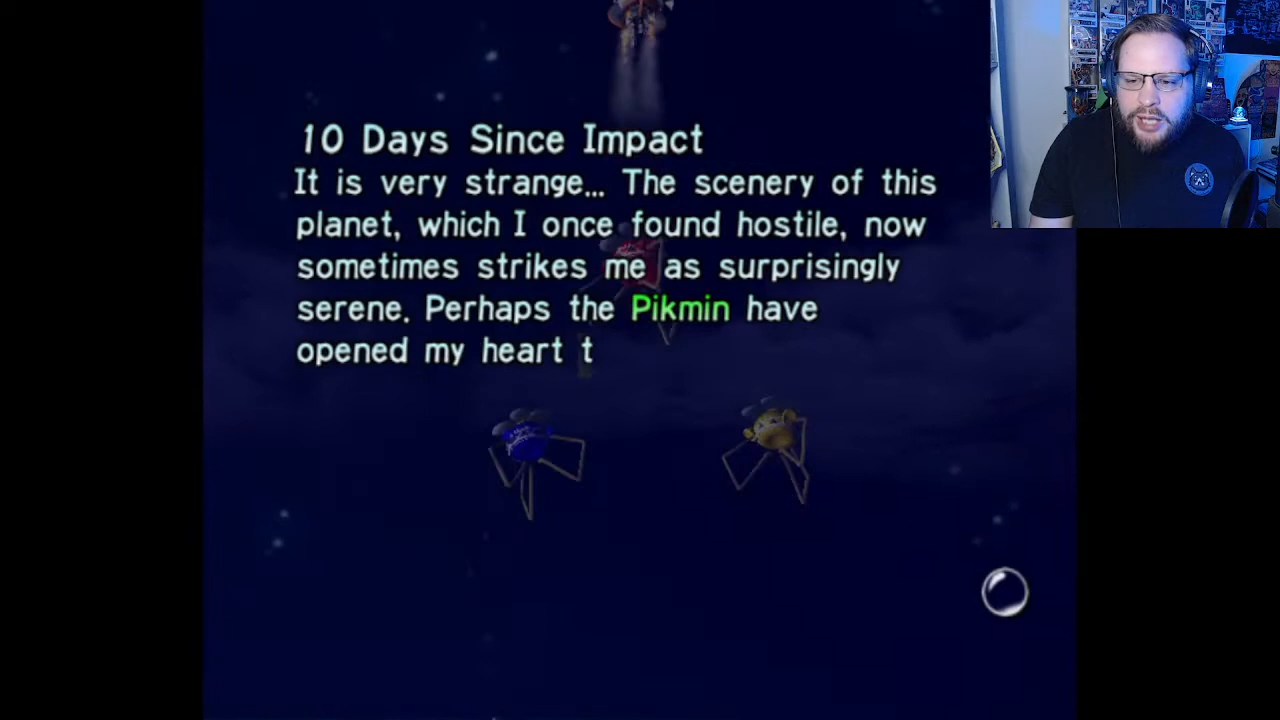 10 Days Since Impact
It is very strange... The scenery of this
planet, which I once found hostile, now
sometimes strikes me as surprisingly
serene. Perhaps the Pikmin have
opened my heart t